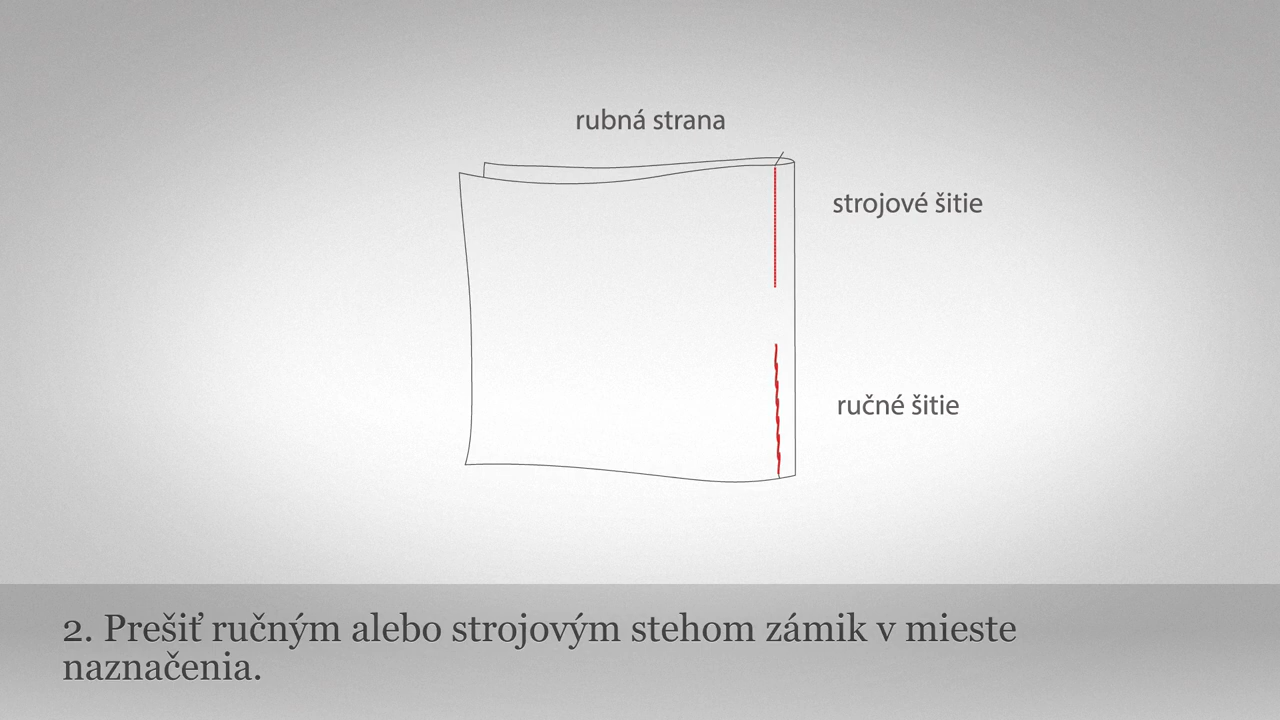 rubná strana
strojové šitie
ručné šitie
2. Prešiť ručným alebo strojovým stehom zámik v mieste
naznačenia.